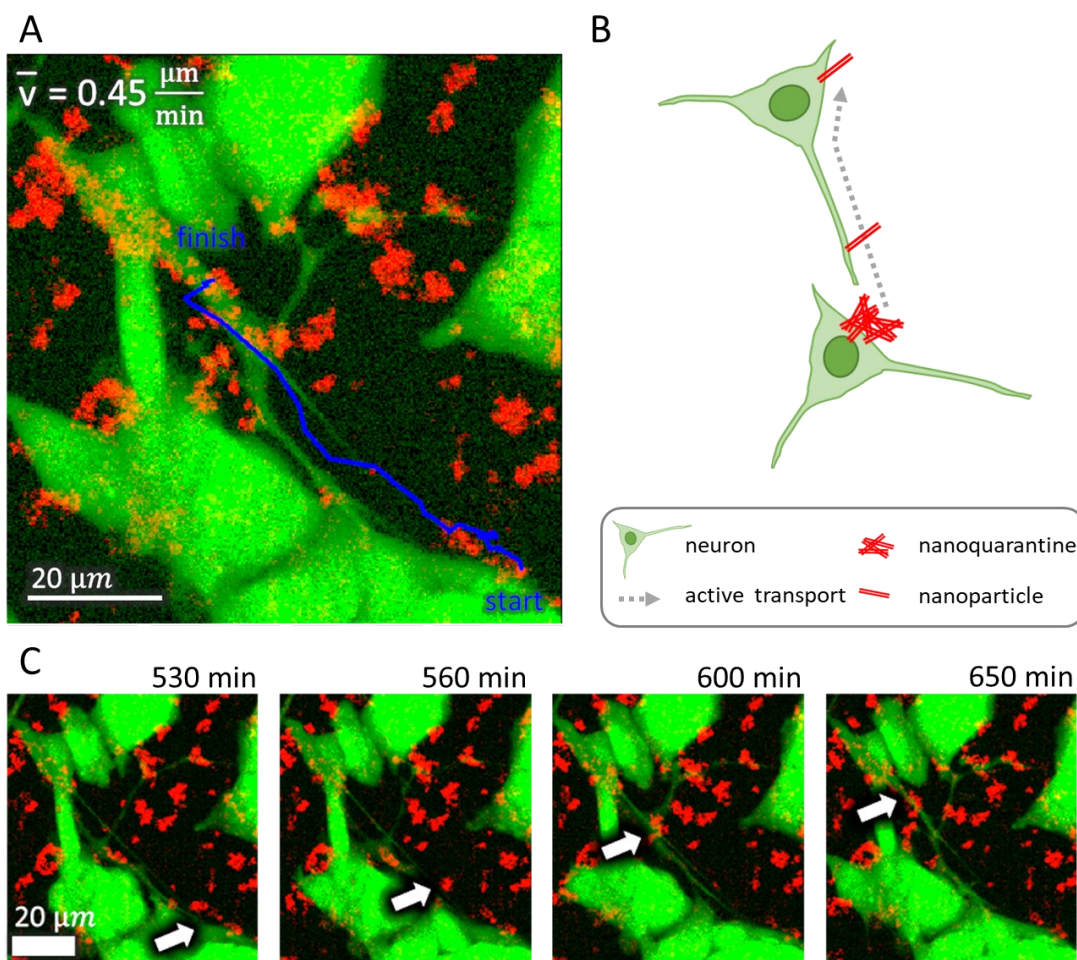 A
v̄ = 0.45 μm/min
finish
start
20 μm
B
neuron
nanoquarantine
active transport
nanoparticle
C
530 min
560 min
600 min
650 min
20 μm